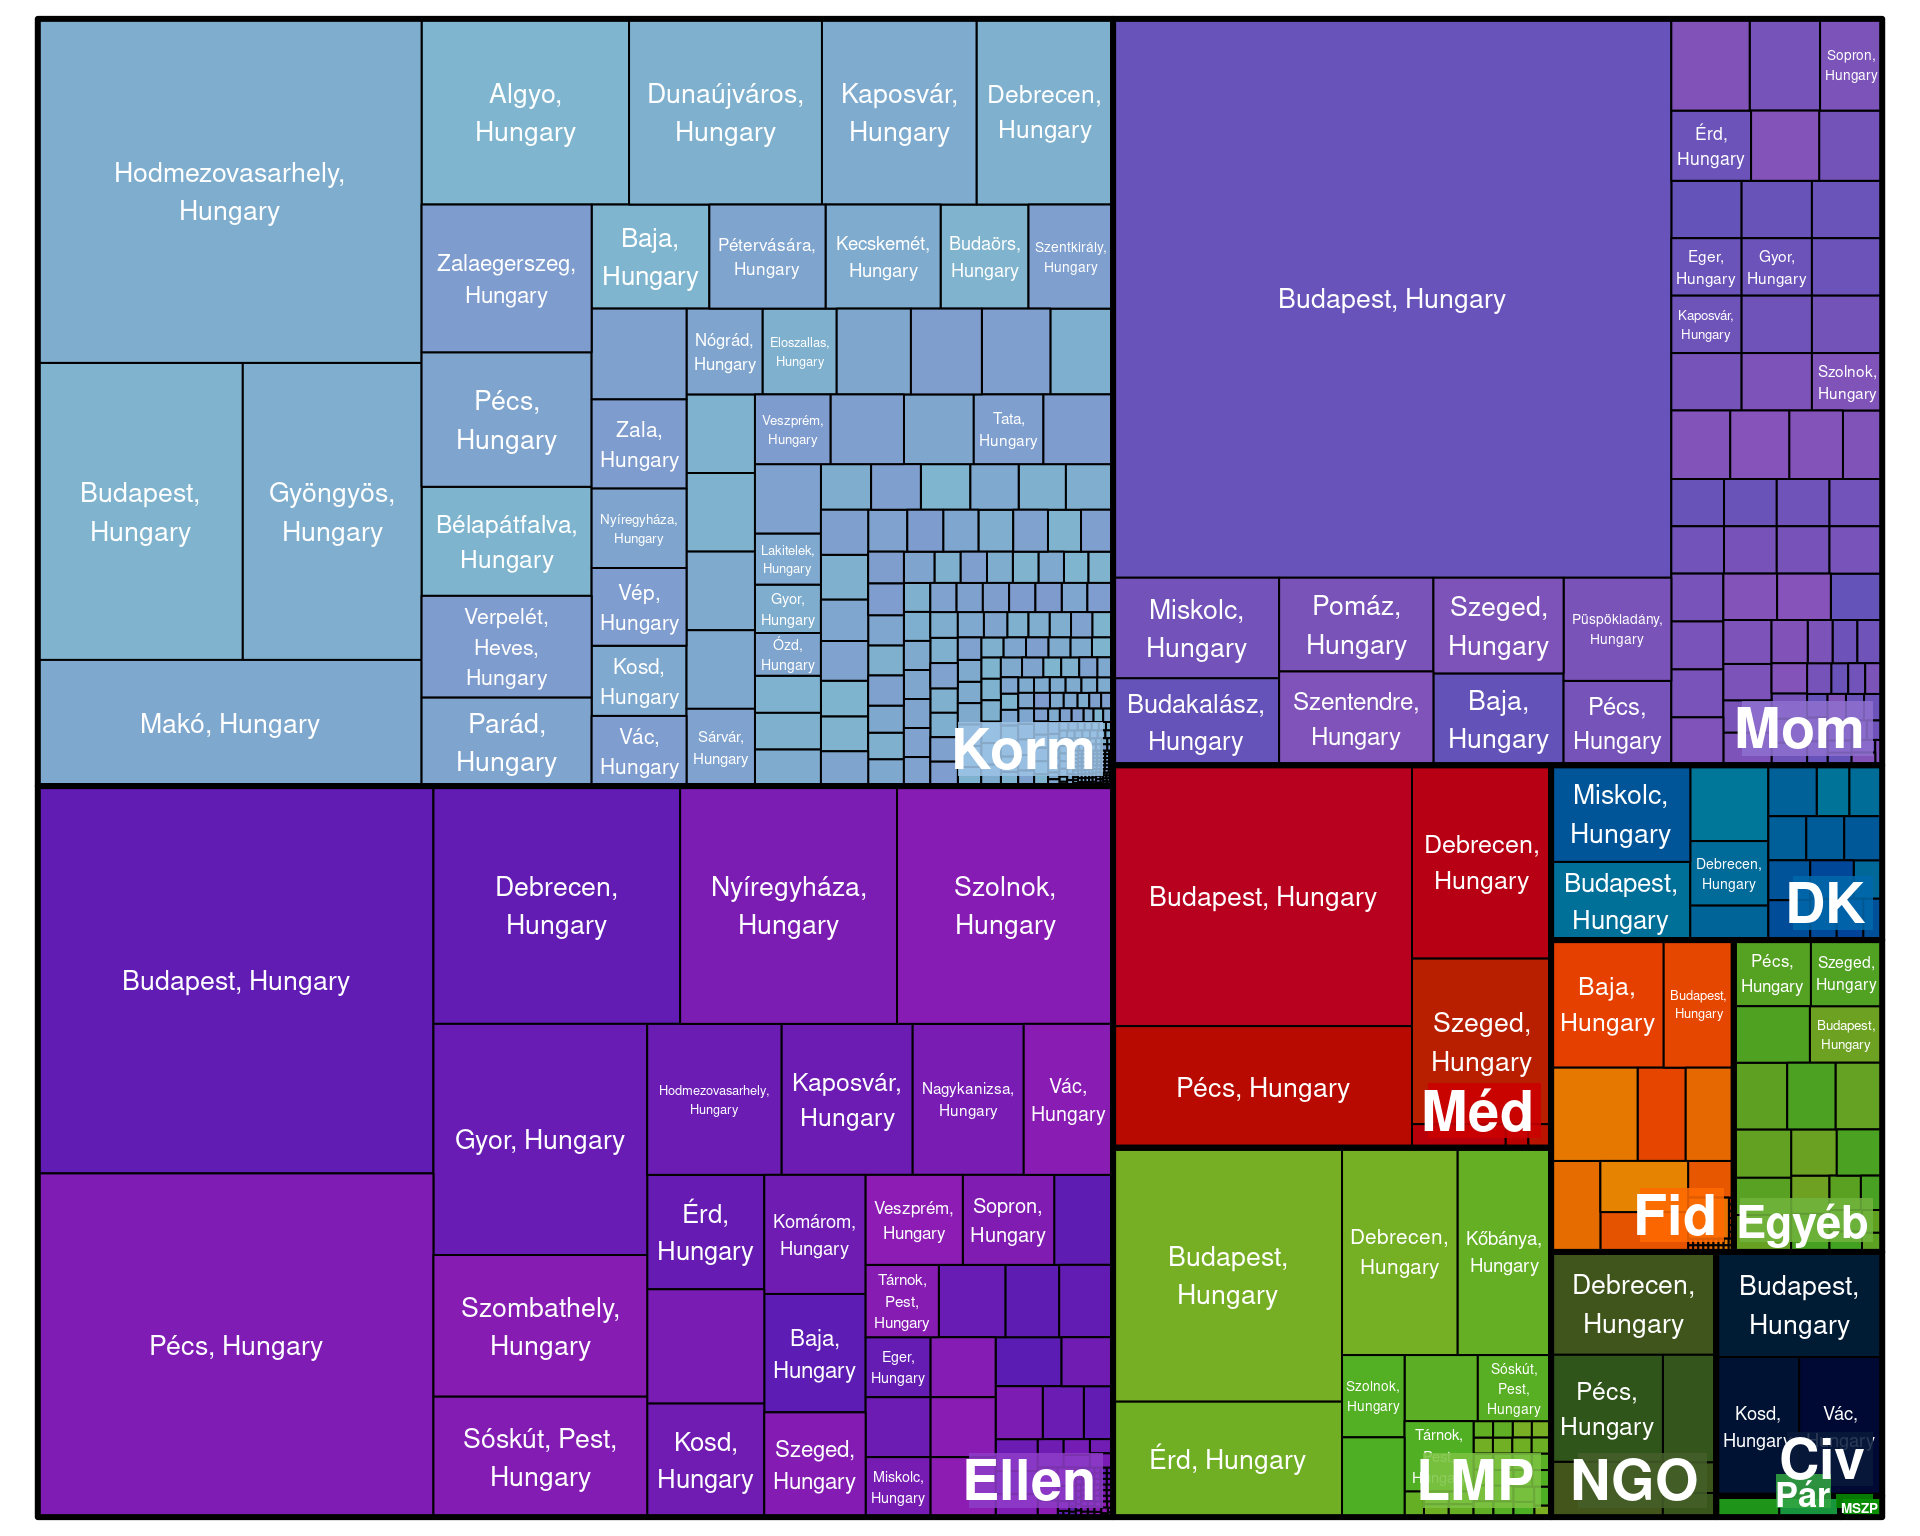 Hodmezovasarhely,
Hungary
Budapest,
Hungary
Gyöngyös,
Hungary
Makó, Hungary
Algyo,
Hungary
Dunaújváros,
Hungary
Kaposvár,
Hungary
Debrecen,
Hungary
Zalaegerszeg,
Hungary
Pécs,
Hungary
Bélapátfalva,
Hungary
Verpelét,
Heves,
Hungary
Parád,
Hungary
Baja,
Hungary
Pétervására,
Hungary
Kecskemét,
Hungary
Budaörs,
Hungary
Szentkirály,
Hungary
Nógrád,
Hungary
Eloszallas,
Hungary
Zala,
Hungary
Nyíregyháza,
Hungary
Vép,
Hungary
Kosd,
Hungary
Vác,
Hungary
Veszprém,
Hungary
Tata,
Hungary
Lakitelek,
Hungary
Gyor,
Hungary
Ózd,
Hungary
Sárvár,
Hungary
Korm
Budapest, Hungary
Miskolc,
Hungary
Budakalász,
Hungary
Pomáz,
Hungary
Szentendre,
Hungary
Szeged,
Hungary
Baja,
Hungary
Püspökladány,
Hungary
Pécs,
Hungary
Sopron,
Hungary
Érd,
Hungary
Eger,
Hungary
Gyor,
Hungary
Kaposvár,
Hungary
Szolnok,
Hungary
Mom
Budapest, Hungary
Pécs, Hungary
Debrecen,
Hungary
Nyíregyháza,
Hungary
Szolnok,
Hungary
Gyor, Hungary
Szombathely,
Hungary
Sóskút, Pest,
Hungary
Hodmezovasarhely,
Hungary
Kaposvár,
Hungary
Nagykanizsa,
Hungary
Vác,
Hungary
Érd,
Hungary
Kosd,
Hungary
Komárom,
Hungary
Baja,
Hungary
Szeged,
Hungary
Veszprém,
Hungary
Sopron,
Hungary
Tárnok,
Pest,
Hungary
Eger,
Hungary
Miskolc,
Hungary
Ellen
Budapest, Hungary
Pécs, Hungary
Debrecen,
Hungary
Szeged,
Hungary
Méd
Miskolc,
Hungary
Budapest,
Hungary
Debrecen,
Hungary
DK
Baja,
Hungary
Budapest,
Hungary
Fid
Pécs,
Hungary
Szeged,
Hungary
Budapest,
Hungary
Egyéb
Budapest,
Hungary
Érd, Hungary
Debrecen,
Hungary
Kőbánya,
Hungary
Szolnok,
Hungary
Sóskút,
Pest,
Hungary
Tárnok,
Pest,
Hungary
LMP
Debrecen,
Hungary
Pécs,
Hungary
NGO
Budapest,
Hungary
Kosd,
Hungary
Vác,
Hungary
Civ
Pár
MSZP